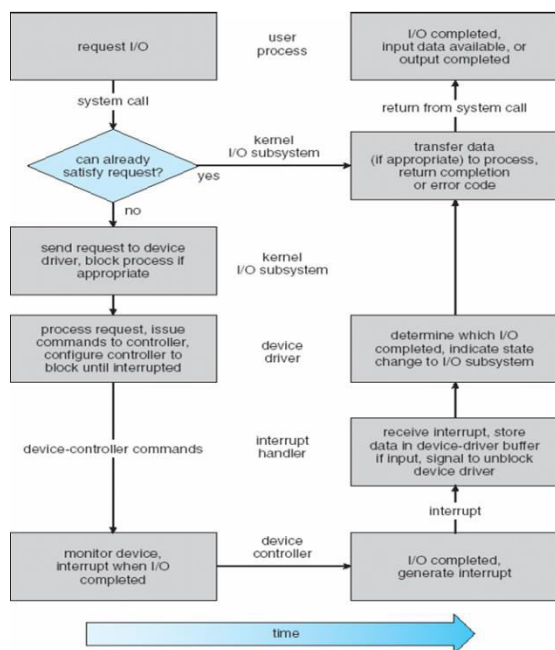 request I/O
user
process
I/O completed,
input data available, or
output completed
system call
return from system call
can already
satisfy request?
yes
no
kernel
I/O subsystem
transfer data
(if appropriate) to process,
return completion
or error code
send request to device
driver, block process if
appropriate
kernel
I/O subsystem
process request, issue
commands to controller,
configure controller to
block until interrupted
device
driver
determine which I/O
completed, indicate state
change to I/O subsystem
device-controller commands
interrupt
handler
receive interrupt, store
data in device-driver buffer
if input, signal to unblock
device driver
interrupt
monitor device,
interrupt when I/O
completed
device
controller
I/O completed,
generate interrupt
time